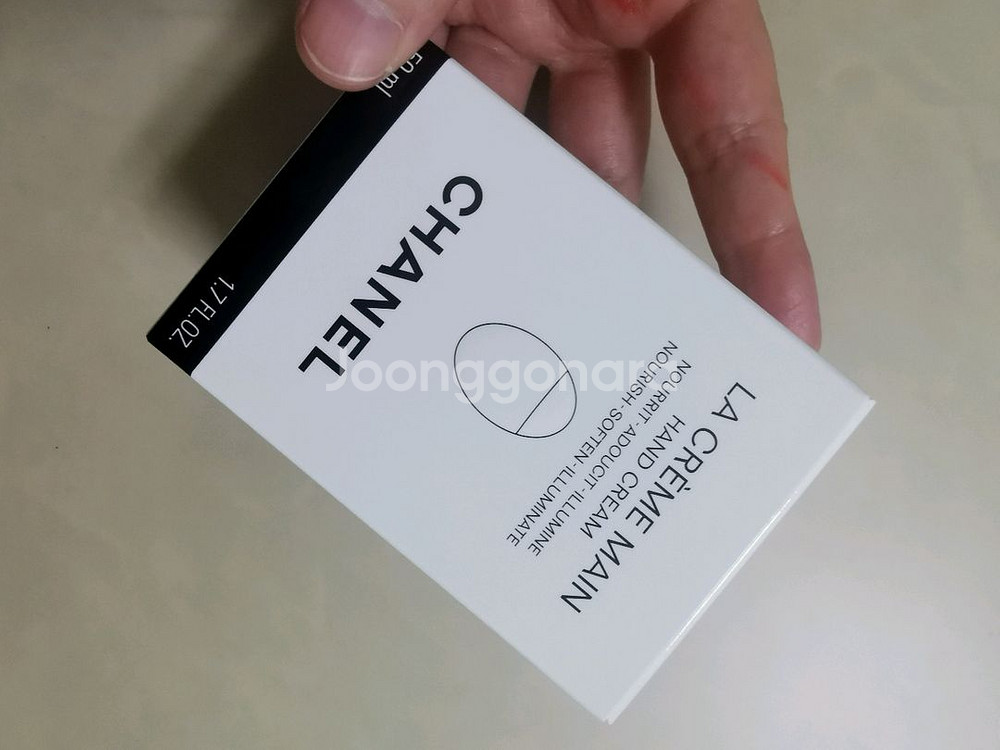 LA CRÈME MAIN
HAND CREAM
NOURRIT-ADOUCIT-ILLUMINE
NOURISH-SOFTEN-ILLUMINATE
CHANEL
50 ml 1.7 FL.OZ.
Joonggonara